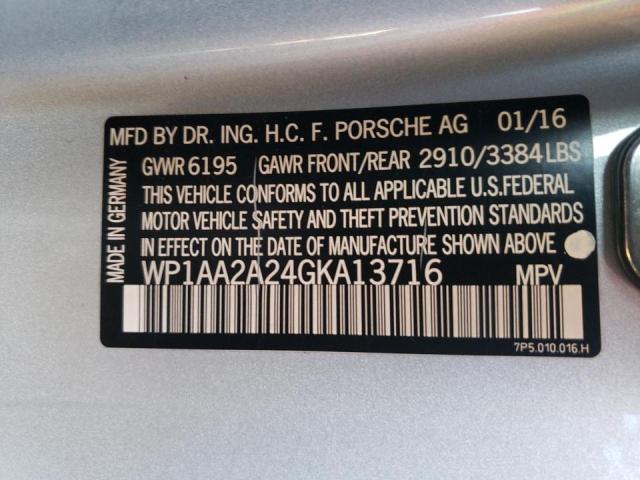 MFD BY DR. ING. H.C. F. PORSCHE AG 01/16
GVWR 6195 GAWR FRONT/REAR 2910/3384 LBS
THIS VEHICLE CONFORMS TO ALL APPLICABLE U.S.FEDERAL
MOTOR VEHICLE SAFETY AND THEFT PREVENTION STANDARDS
IN EFFECT ON THE DATE OF MANUFACTURE SHOWN ABOVE.
WP1AA2A24GKA13716 MPV
7P5.010.016.H
MADE IN GERMANY